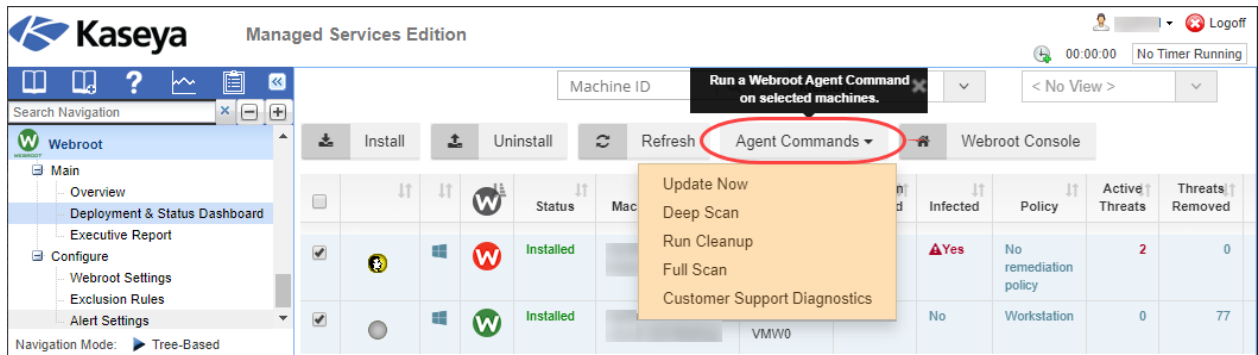 Kaseya
Managed Services Edition
Logoff
00:00:00
No Timer Running
Search Navigation
Machine ID
Run a Webroot Agent Command
on selected machines.
< No View >
Install
Uninstall
Refresh
Agent Commands
Webroot Console
Webroot
WEBROOT
Main
Overview
Deployment & Status Dashboard
Executive Report
Configure
Webroot Settings
Exclusion Rules
Alert Settings
Navigation Mode: Tree-Based
Update Now
Deep Scan
Run Cleanup
Full Scan
Customer Support Diagnostics
Status
Infected
Policy
Active
Threats
Threats
Removed
Installed
Yes
No
remediation
policy
2
0
Installed
VMW0
No
Workstation
0
77